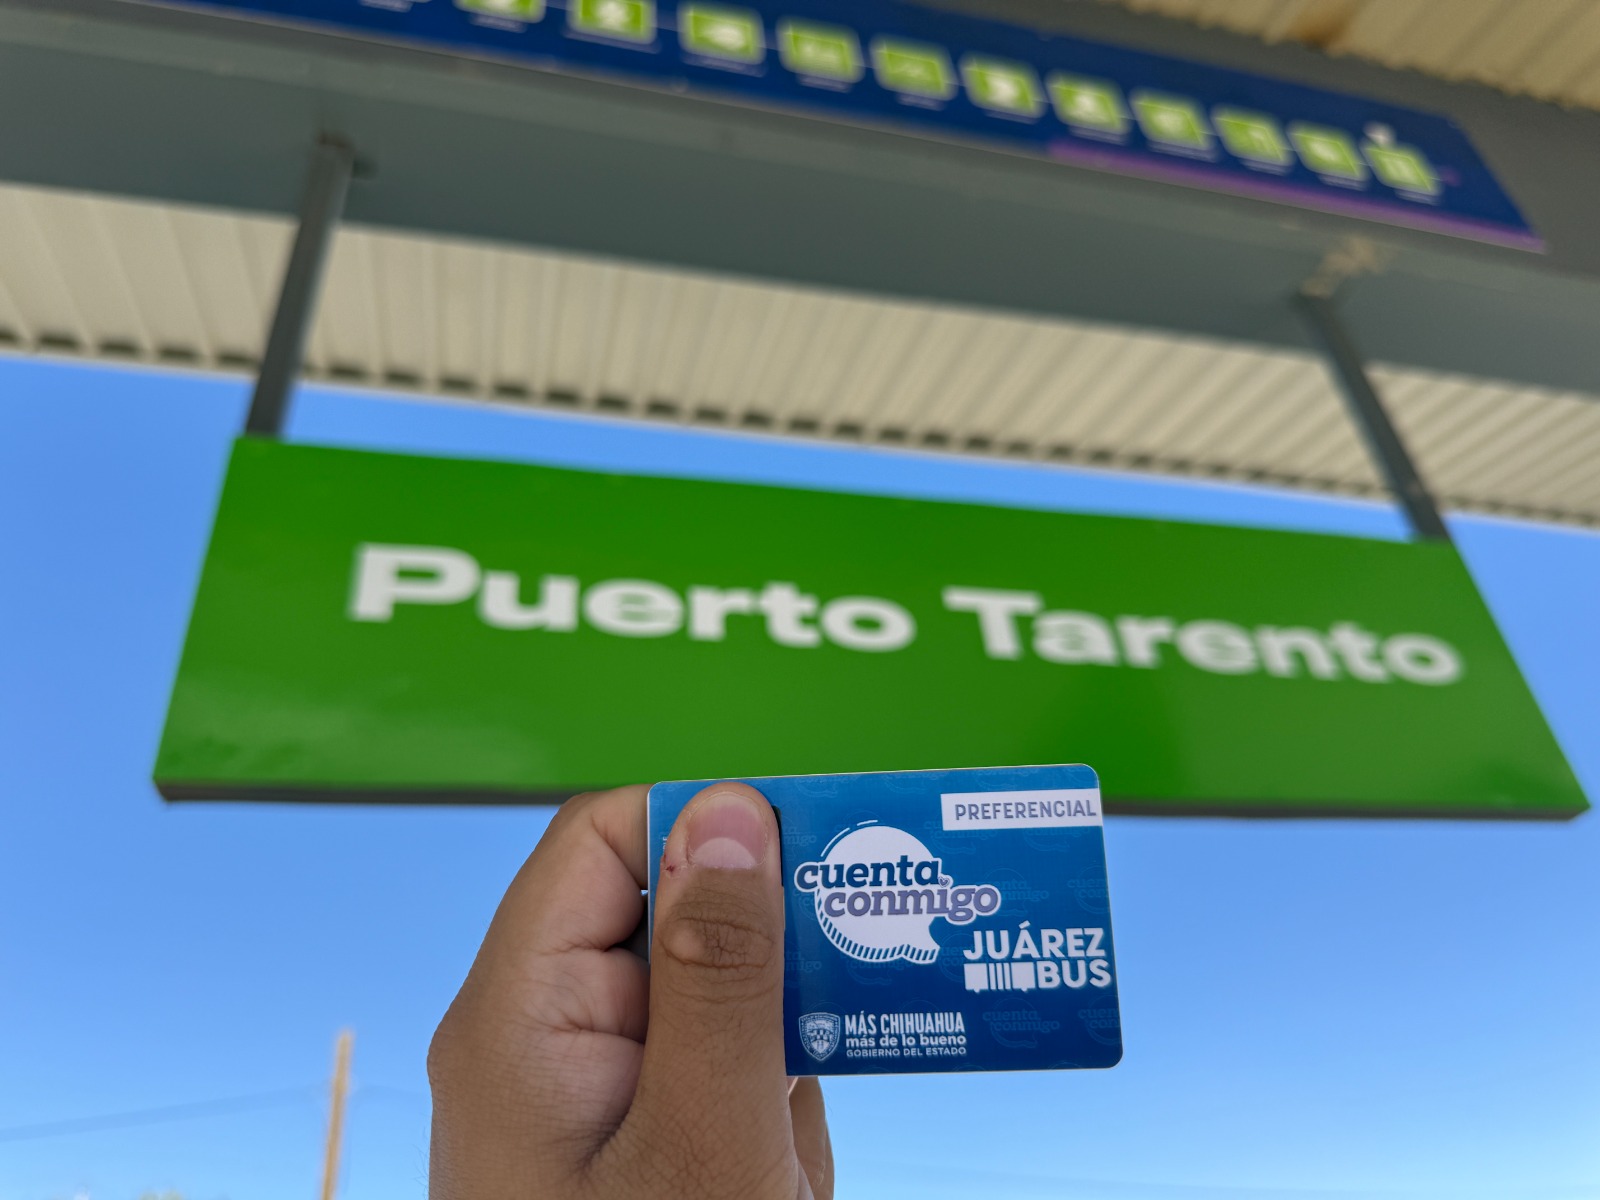 Puerto Tarento
PREFERENCIAL
cuenta
conmigo
JUÁREZ
BUS
MÁS CHIHUAHUA
más de lo bueno
GOBIERNO DEL ESTADO